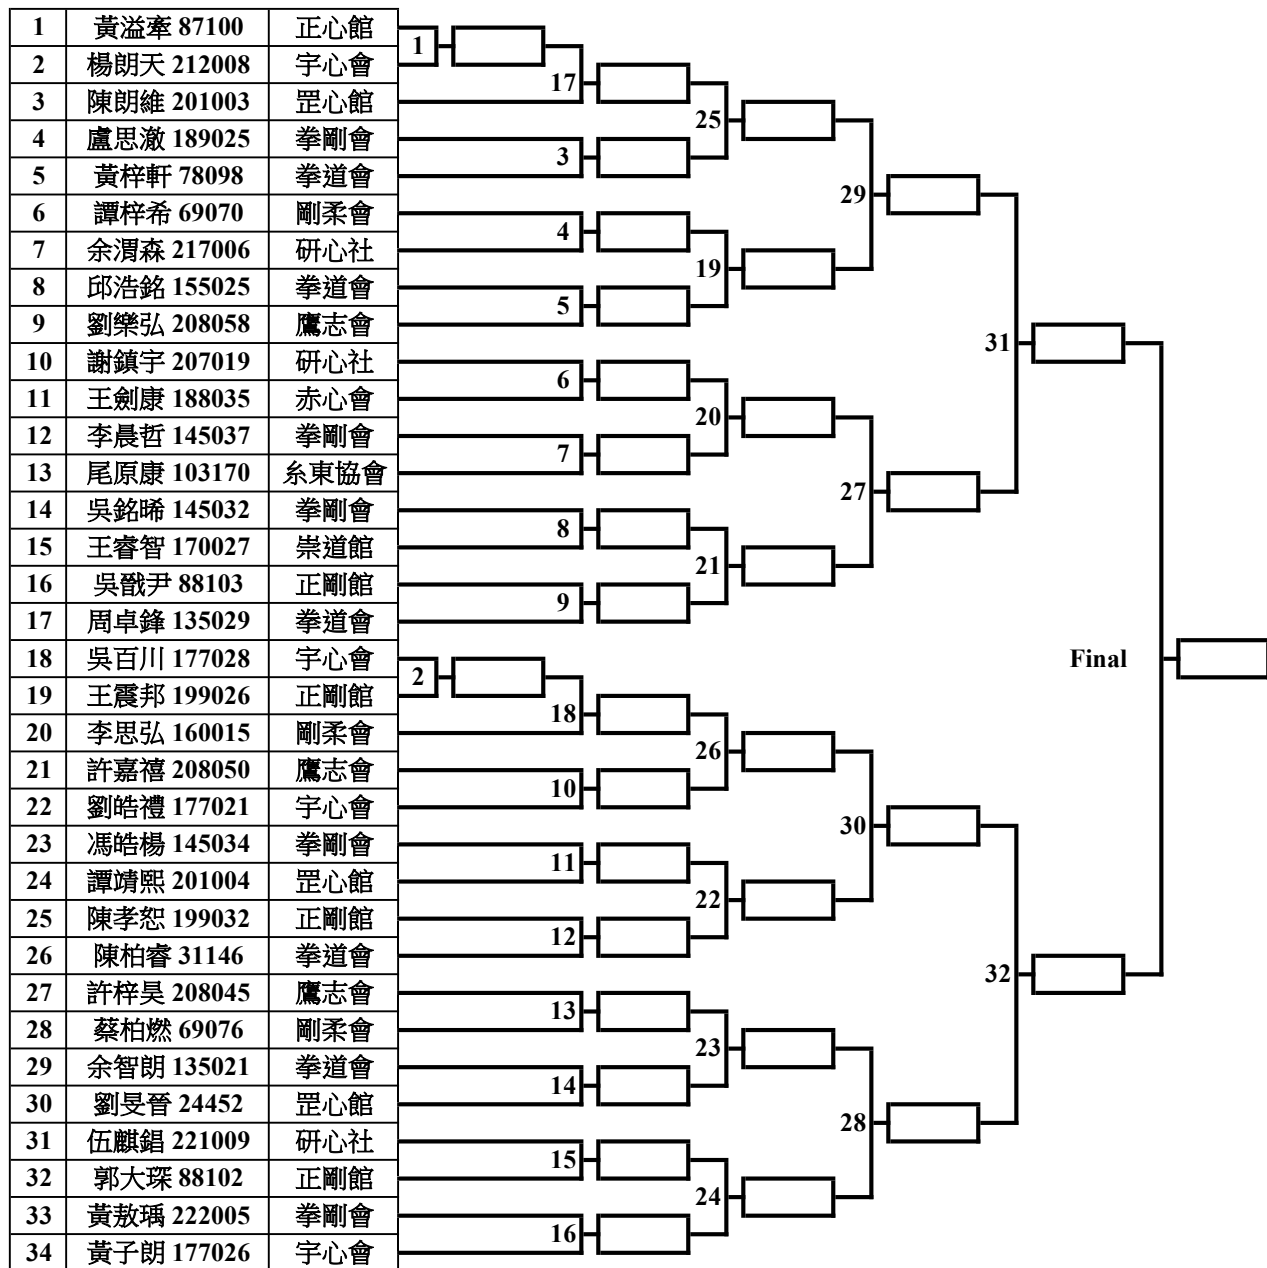 1 黃溢牽 87100 正心館
2 楊朗天 212008 宇心會
3 陳朗維 201003 罡心館
4 盧思澈 189025 拳剛會
5 黃梓軒 78098 拳道會
6 譚梓希 69070 剛柔會
7 余渭森 217006 研心社
8 邱浩銘 155025 拳道會
9 劉樂弘 208058 鷹志會
10 謝鎮宇 207019 研心社
11 王劍康 188035 赤心會
12 李晨哲 145037 拳剛會
13 尾原康 103170 糸東協會
14 吳銘晞 145032 拳剛會
15 王睿智 170027 崇道館
16 吳戩尹 88103 正剛館
17 周卓鋒 135029 拳道會
18 吳百川 177028 宇心會
19 王震邦 199026 正剛館
20 李思弘 160015 剛柔會
21 許嘉禧 208050 鷹志會
22 劉皓禮 177021 宇心會
23 馮皓楊 145034 拳剛會
24 譚靖熙 201004 罡心館
25 陳孝恕 199032 正剛館
26 陳柏睿 31146 拳道會
27 許梓昊 208045 鷹志會
28 蔡柏燃 69076 剛柔會
29 余智朗 135021 拳道會
30 劉旻晉 24452 罡心館
31 伍麒錩 221009 研心社
32 郭大琛 88102 正剛館
33 黃敖瑀 222005 拳剛會
34 黃子朗 177026 宇心會
1
2
17
3
4
5
6
7
8
9
18
10
11
12
13
14
15
16
25
19
20
21
26
22
23
24
29
27
30
28
31
32
Final